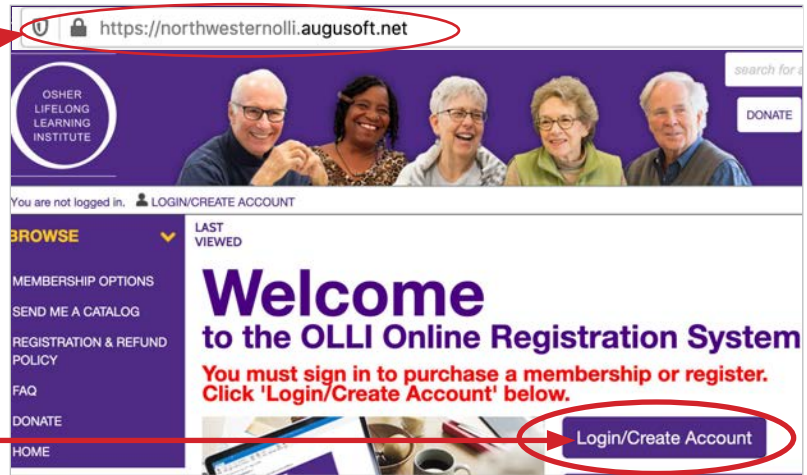 https://northwesternolli.augusoft.net
OSHER
LIFELONG
LEARNING
INSTITUTE
search for a
DONATE
You are not logged in. LOGIN/CREATE ACCOUNT
BROWSE
MEMBERSHIP OPTIONS
SEND ME A CATALOG
REGISTRATION & REFUND
POLICY
FAQ
DONATE
HOME
LAST
VIEWED
Welcome
to the OLLI Online Registration System
You must sign in to purchase a membership or register.
Click 'Login/Create Account' below.
Login/Create Account